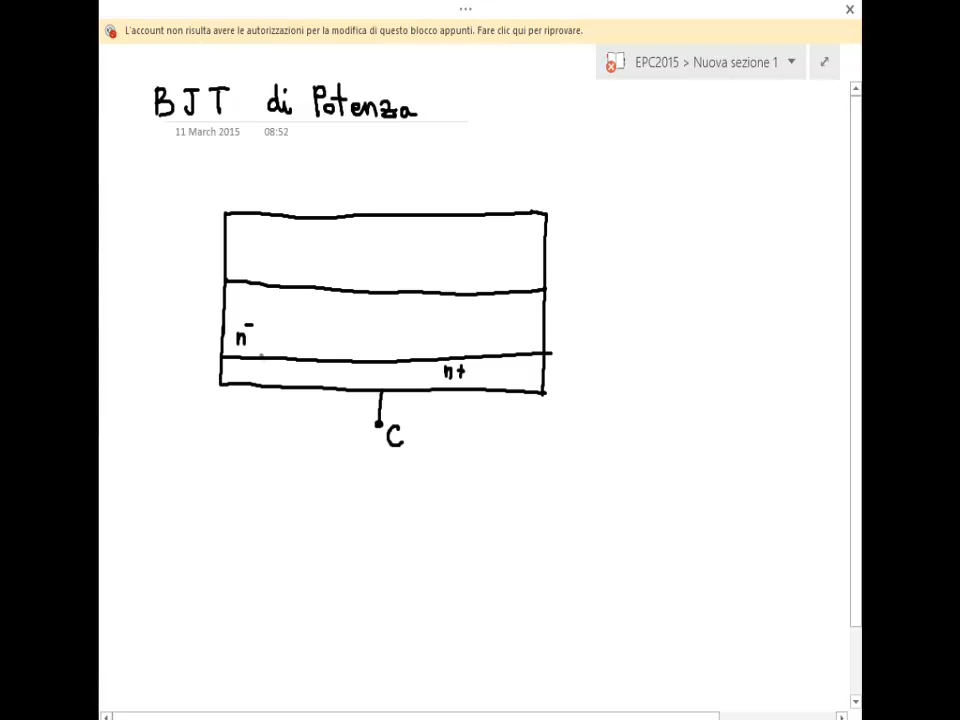 L'account non risulta avere le autorizzazioni per la modifica di questo blocco appunti. Fare clic qui per riprovare.
EPC2015 > Nuova sezione 1
BJT di Potenza
11 March 2015 08:52
n⁻
n+
C